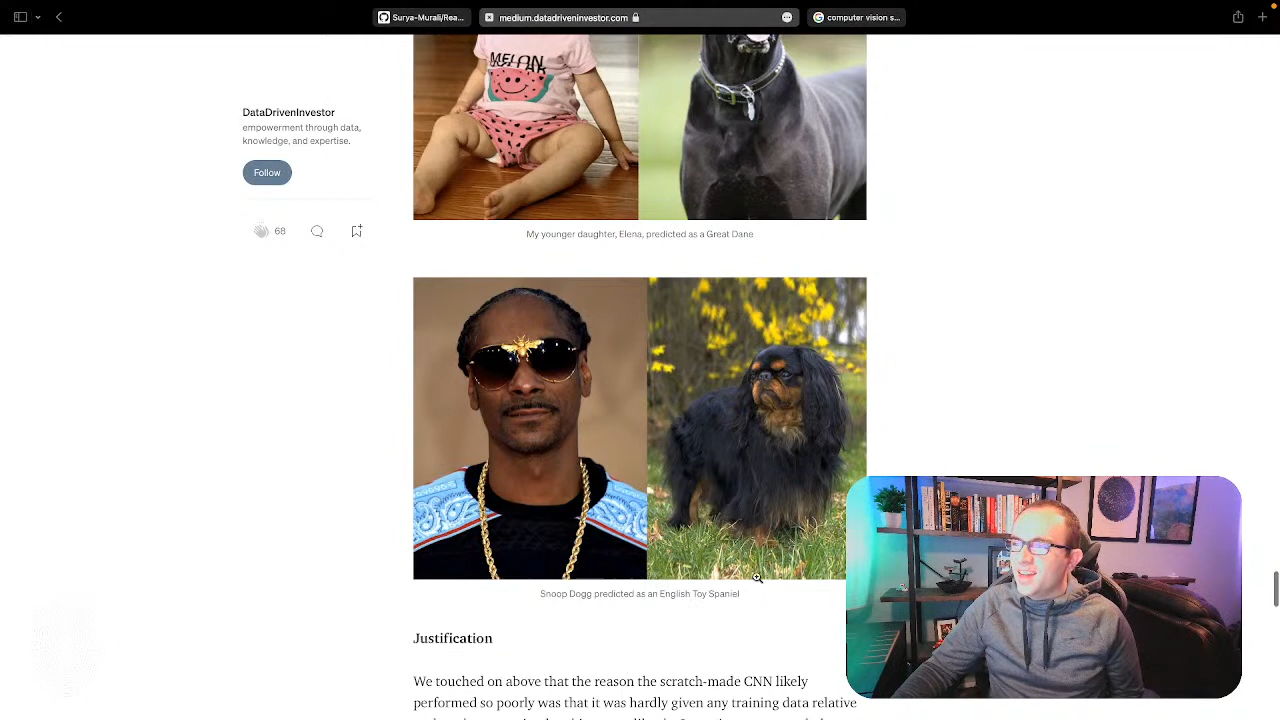 Surya-Murali/Rea...
medium.datadriveninvestor.com
computer vision s...
MELON
DataDrivenInvestor
empowerment through data,
knowledge, and expertise.
Follow
68
My younger daughter, Elena, predicted as a Great Dane
Snoop Dogg predicted as an English Toy Spaniel
Justification
We touched on above that the reason the scratch-made CNN likely
performed so poorly was that it was hardly given any training data relative